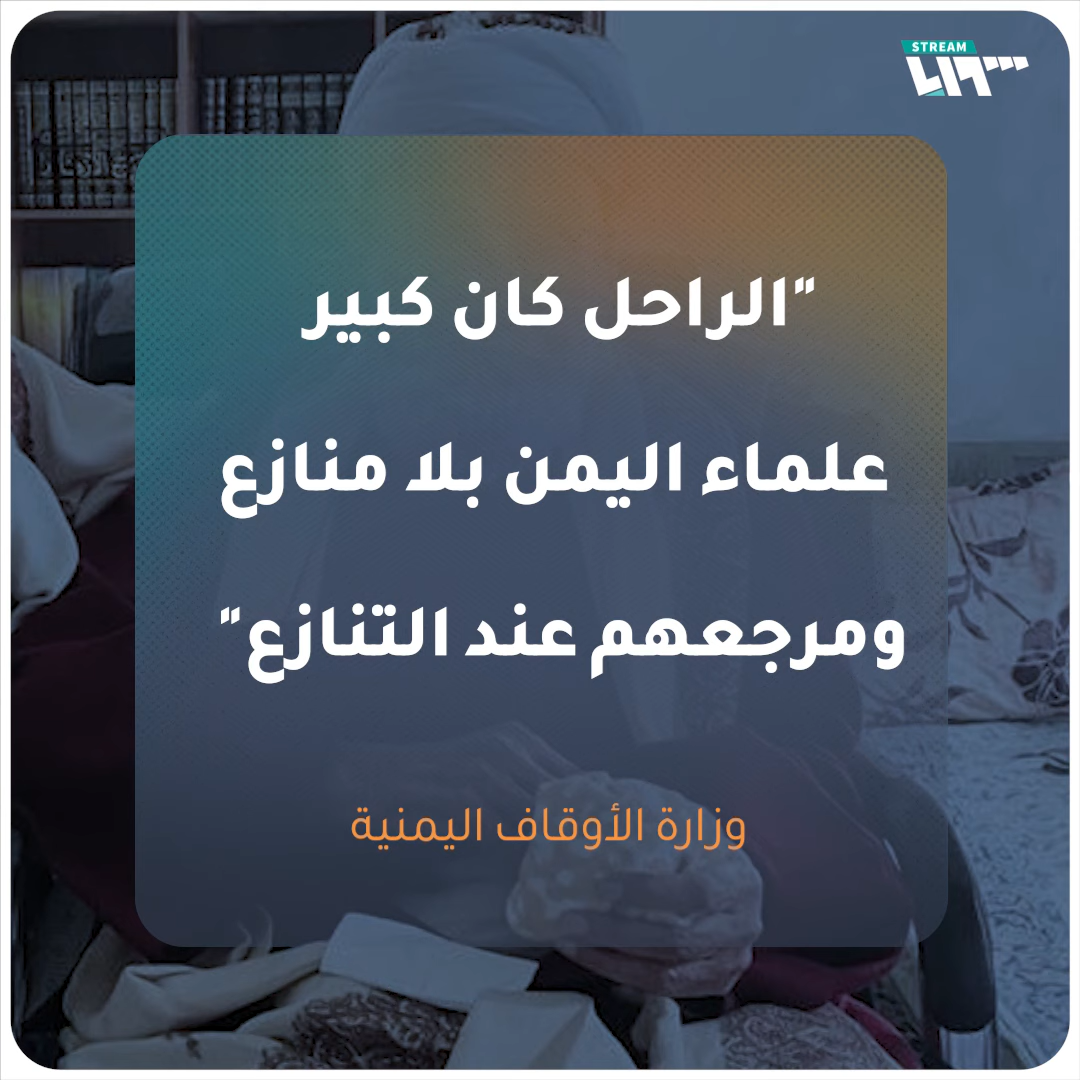 STREAM
"الراحل كان كبير
علماء اليمن بلا منازع
ومرجعهم عند التنازع"
وزارة الأوقاف اليمنية